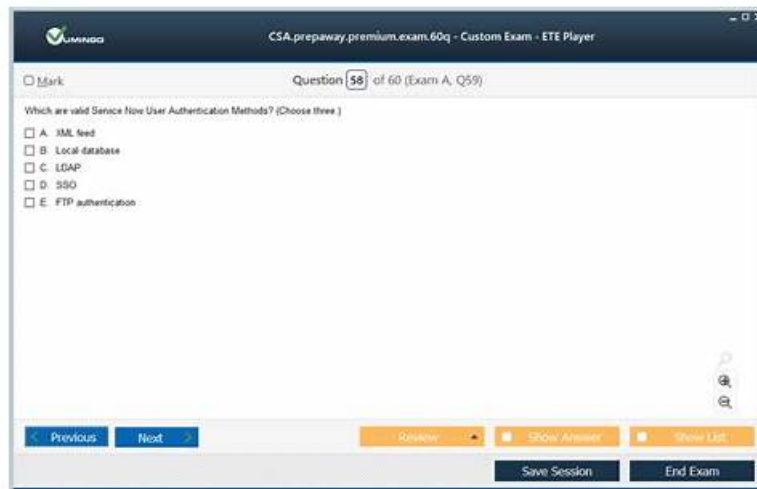 VUMINGO
CSA.prepaway.premium.exam.60q - Custom Exam - ETE Player
Mark
Question 58 of 60 (Exam A, Q59)
Which are valid Service Now User Authentication Methods? (Choose three.)
A. XML feed
B. Local database
C. LDAP
D. SSO
E. FTP authentication
Previous Next Review Show Answer Show List
Save Session End Exam